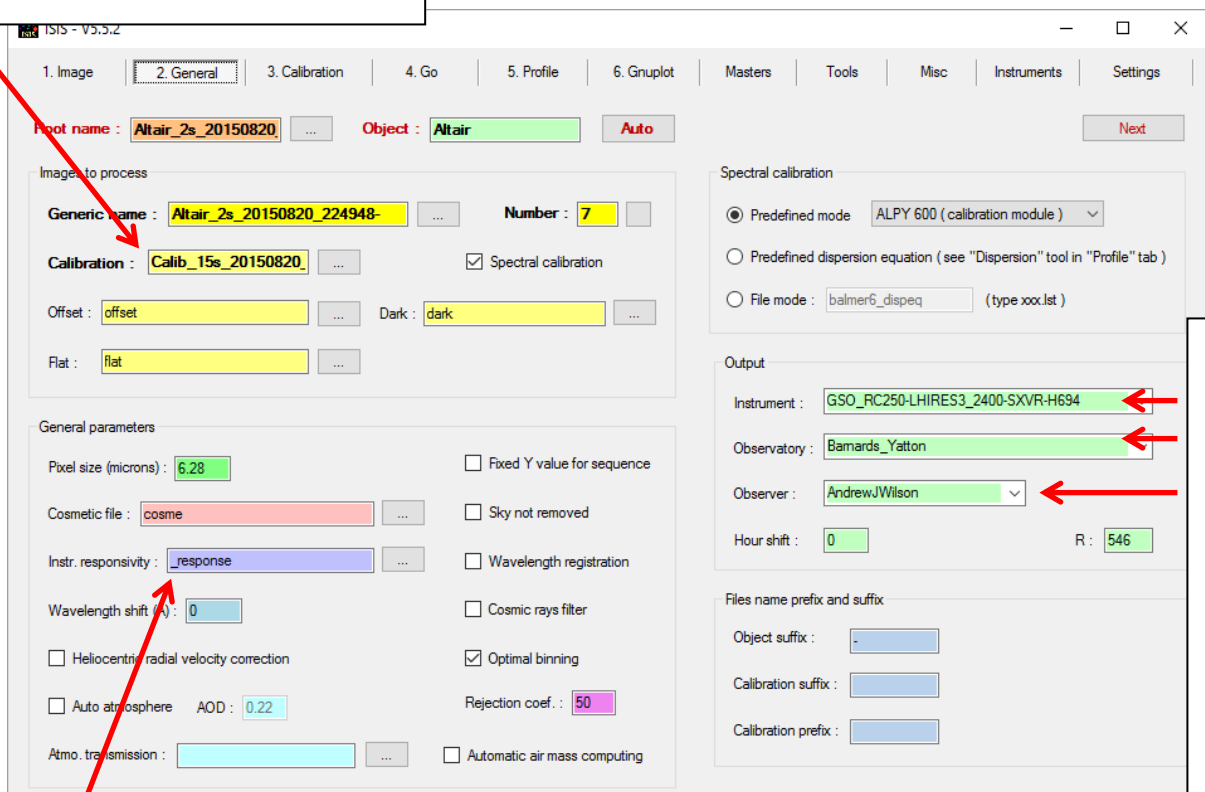 ISIS - V5.5.2
1. Image 2. General 3. Calibration 4. Go 5. Profile 6. Gnuplot Masters Tools Misc Instruments Settings
Root name : Altair_2s_20150820_ ... Object : Altair Auto Next
Images to process
Generic name : Altair_2s_20150820_224948- ... Number : 7
Calibration : Calib_15s_20150820_ ... Spectral calibration
Offset : offset ... Dark : dark ...
Flat : flat ...
General parameters
Pixel size (microns) : 6.28 Fixed Y value for sequence
Cosmetic file : cosme ... Sky not removed
Instr. responsivity : _response ... Wavelength registration
Wavelength shift (A) : 0 Cosmic rays filter
Heliocentric radial velocity correction Optimal binning
Auto atmosphere AOD : 0.22 Rejection coef. : 50
Atmo. transmission : ... Automatic air mass computing
Spectral calibration
Predefined mode ALPY 600 ( calibration module )
Predefined dispersion equation ( see "Dispersion" tool in "Profile" tab )
File mode : balmer6_dispeq ( type xxx.lst )
Output
Instrument : GSO_RC250-LHIRES3_2400-SXVR-H694
Observatory : Barnards_Yatton
Observer : AndrewJWilson
Hour shift : 0 R : 546
Files name prefix and suffix
Object suffix : -
Calibration suffix :
Calibration prefix :